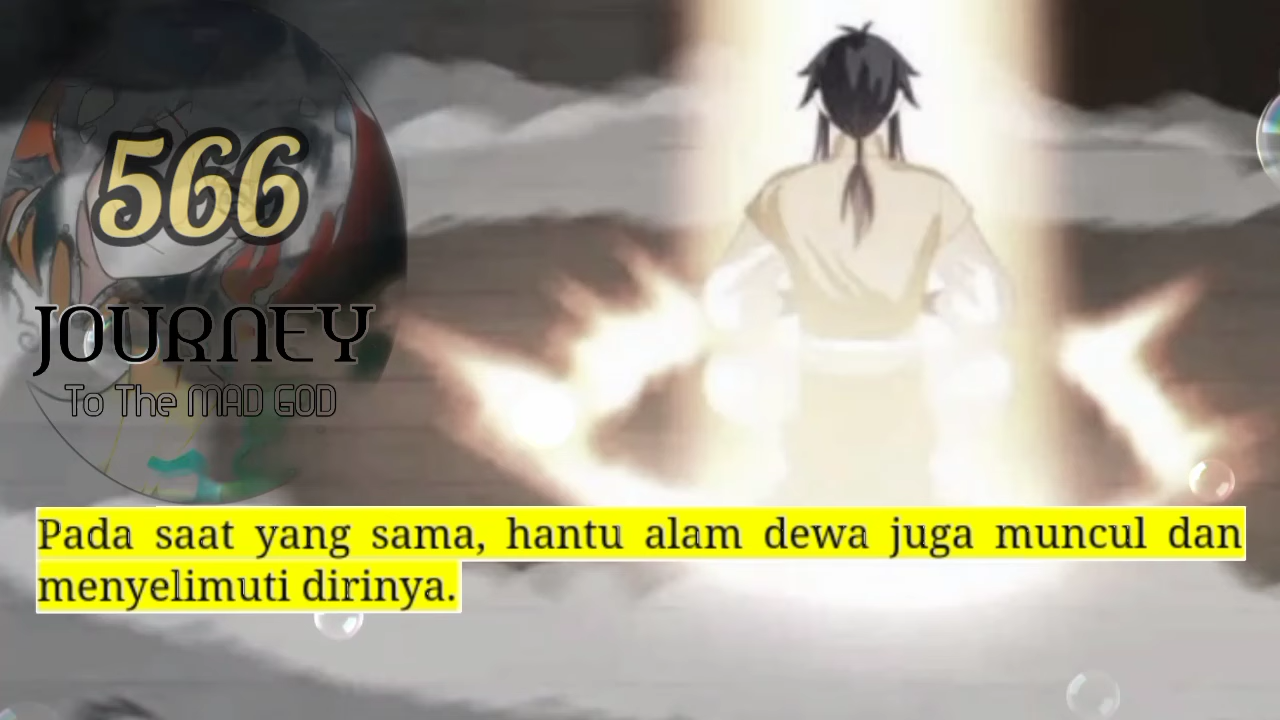 566
JOURNEY
To The MAD GOD
Pada saat yang sama, hantu alam dewa juga muncul dan
menyelimuti dirinya.